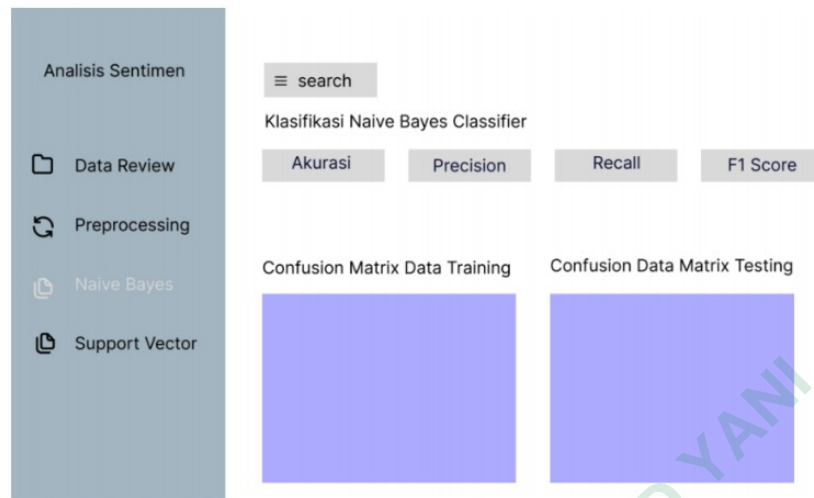 Analisis Sentimen
Data Review
Preprocessing
Naive Bayes
Support Vector
search
Klasifikasi Naive Bayes Classifier
Akurasi
Precision
Recall
F1 Score
Confusion Matrix Data Training
Confusion Data Matrix Testing
YANI